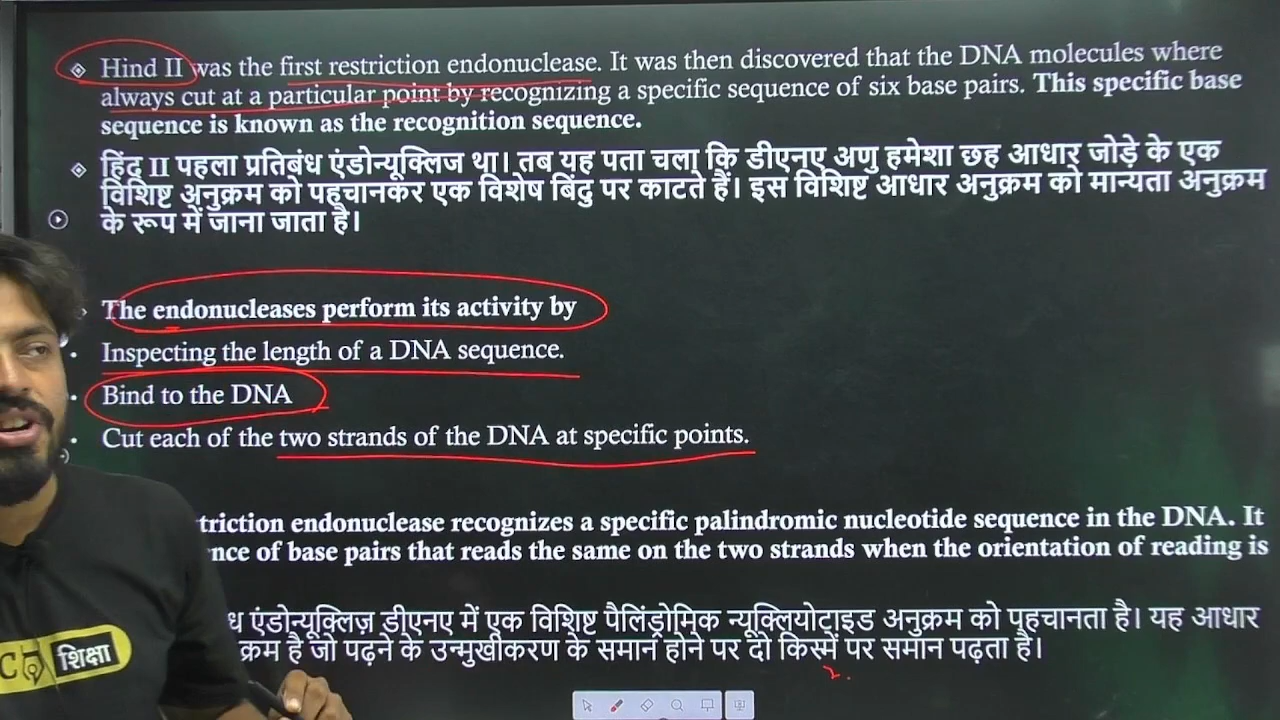 Hind II was the first restriction endonuclease. It was then discovered that the DNA molecules where
always cut at a particular point by recognizing a specific sequence of six base pairs. This specific base
sequence is known as the recognition sequence.
हिंद II पहला प्रतिबंध एंडोन्यूक्लिज था। तब यह पता चला कि डीएनए अणु हमेशा छह आधार जोड़े के एक
विशिष्ट अनुक्रम को पहचानकर एक विशेष बिंदु पर काटते हैं। इस विशिष्ट आधार अनुक्रम को मान्यता अनुक्रम
के रूप में जाना जाता है।
The endonucleases perform its activity by
Inspecting the length of a DNA sequence.
Bind to the DNA
Cut each of the two strands of the DNA at specific points.
triction endonuclease recognizes a specific palindromic nucleotide sequence in the DNA. It
nce of base pairs that reads the same on the two strands when the orientation of reading is
ध एंडोन्यूक्लिज़ डीएनए में एक विशिष्ट पैलिंड्रोमिक न्यूक्लियोटाइड अनुक्रम को पहचानता है। यह आधार
क्रम है जो पढ़ने के उन्मुखीकरण के समान होने पर दो किस्में पर समान पढ़ता है।
शिक्षा